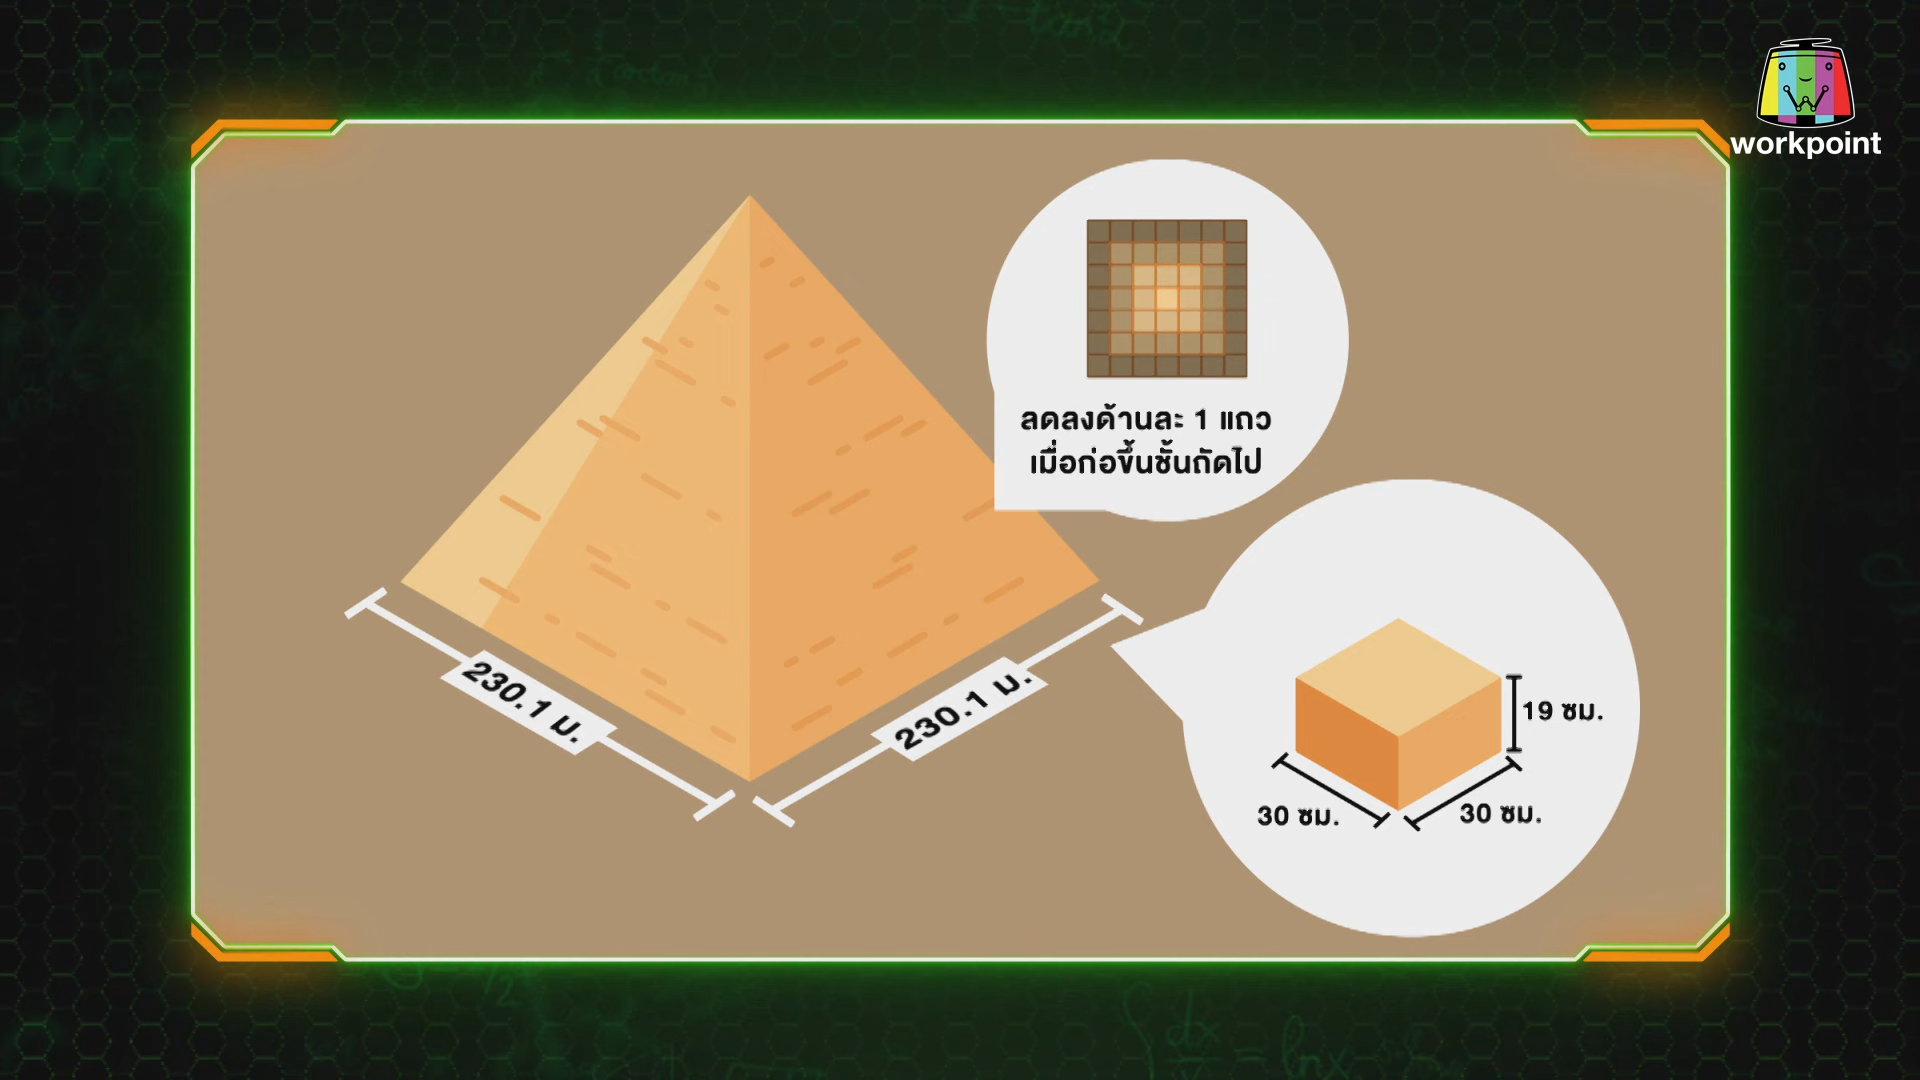 workpoint
ลดลงด้านละ 1 แถว
เมื่อก่อขึ้นชั้นถัดไป
230.1 ม.
230.1 ม.
19 ซม.
30 ซม.
30 ซม.
dx